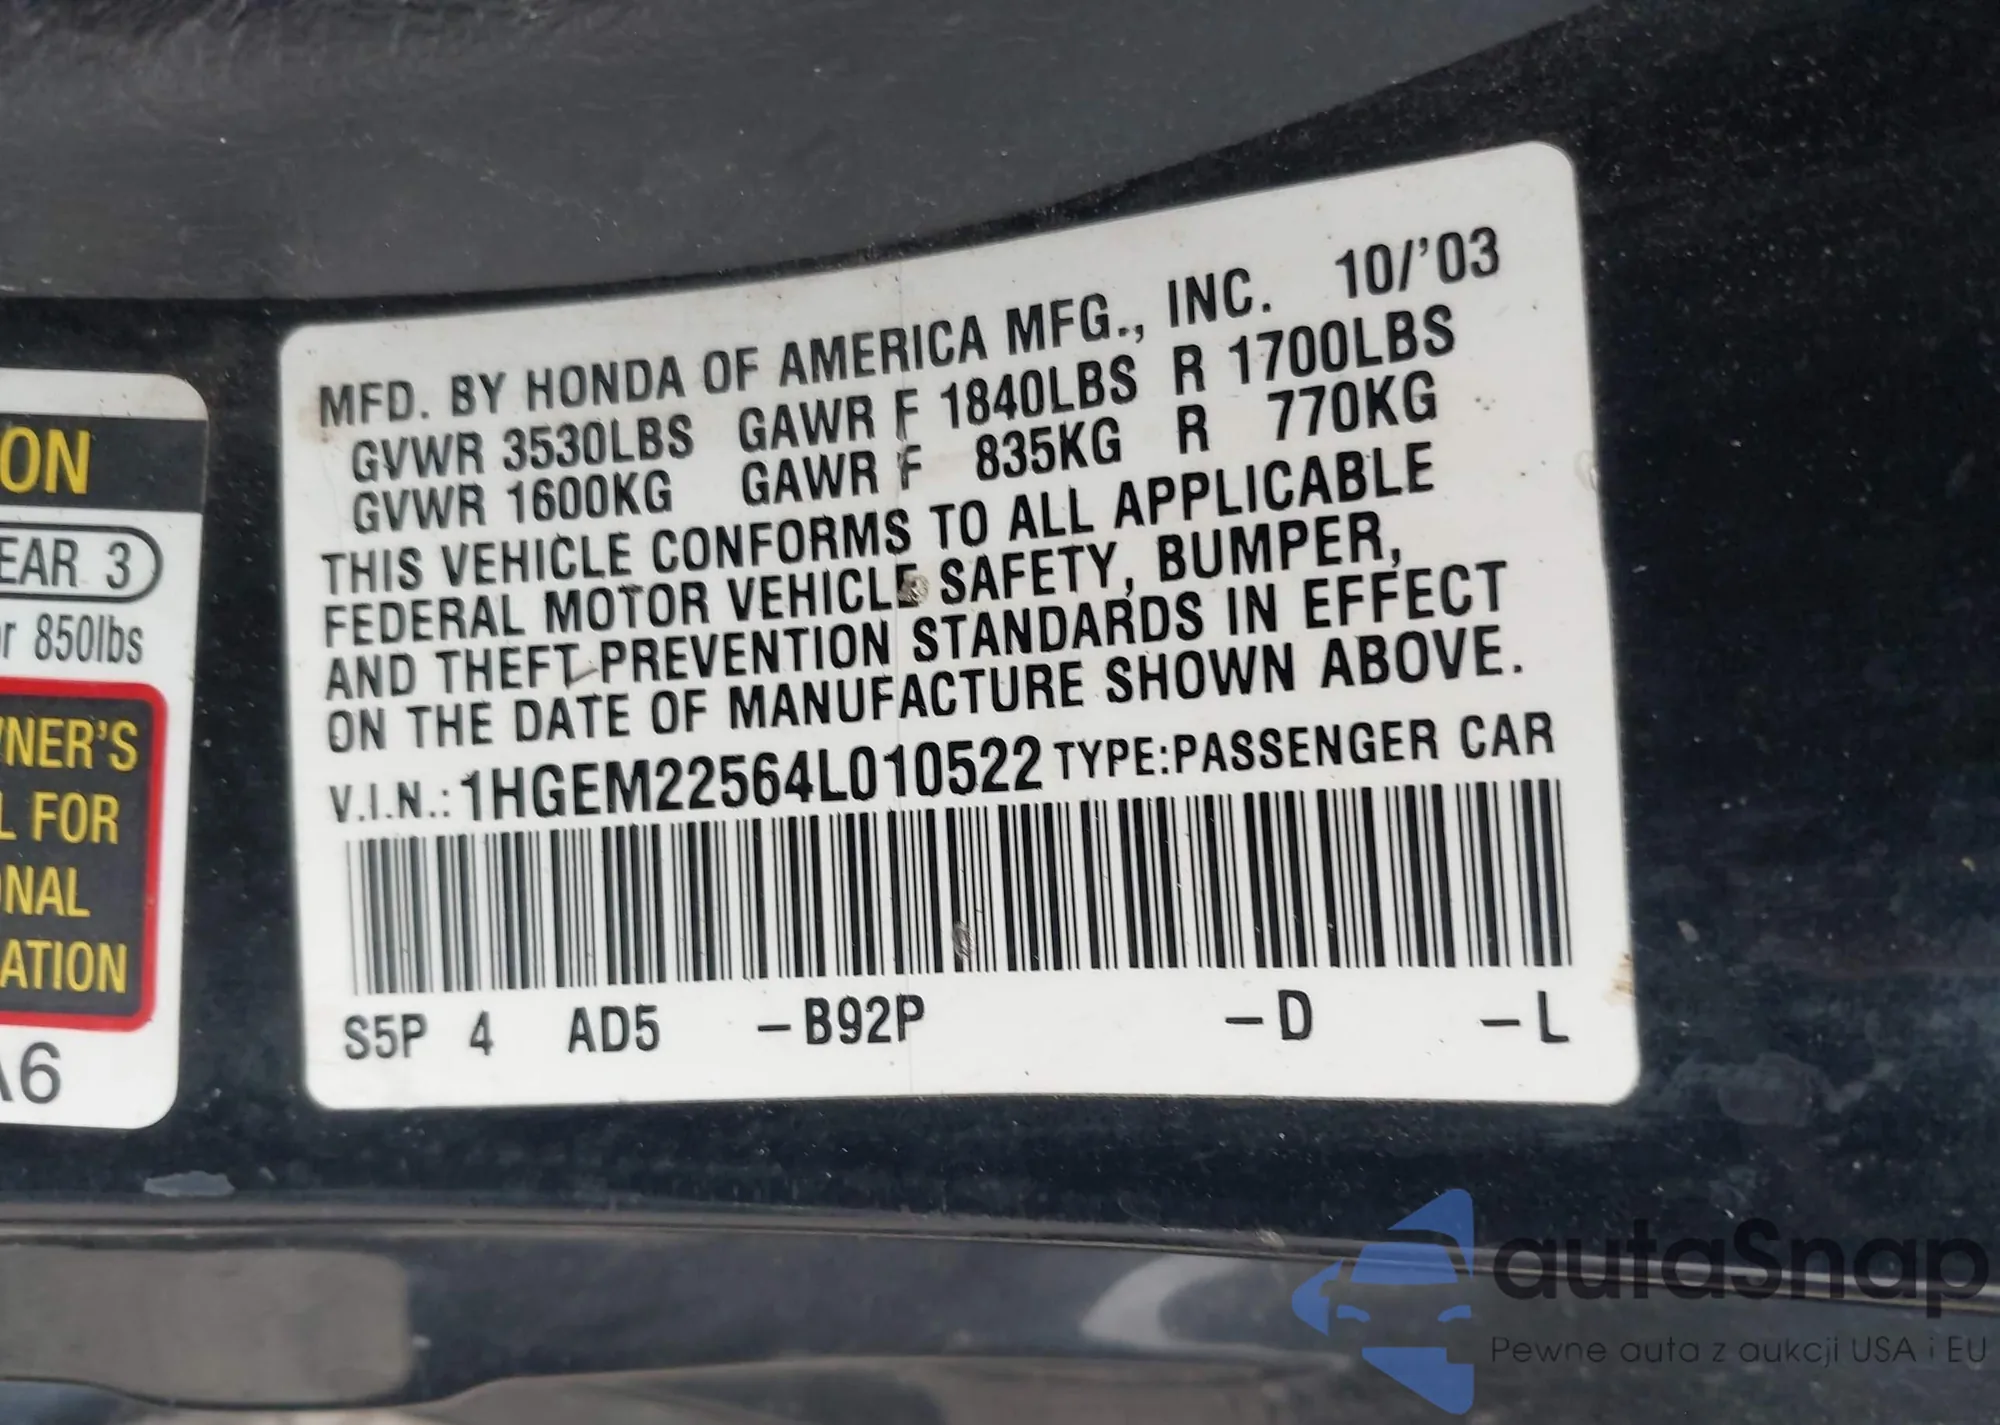 MFD. BY HONDA OF AMERICA MFG., INC. 10/'03
GVWR 3530LBS GAWR F 1840LBS R 1700LBS
GVWR 1600KG GAWR F 835KG R 770KG
THIS VEHICLE CONFORMS TO ALL APPLICABLE
FEDERAL MOTOR VEHICLE SAFETY, BUMPER,
AND THEFT PREVENTION STANDARDS IN EFFECT
ON THE DATE OF MANUFACTURE SHOWN ABOVE.
V.I.N.: 1HGEM22564L010522 TYPE:PASSENGER CAR
S5P 4 AD5 -B92P -D -L
ON
EAR 3
r 850lbs
NER'S
L FOR
NAL
ATION
A6
autaSnap
Pewne auta z aukcji USA i EU